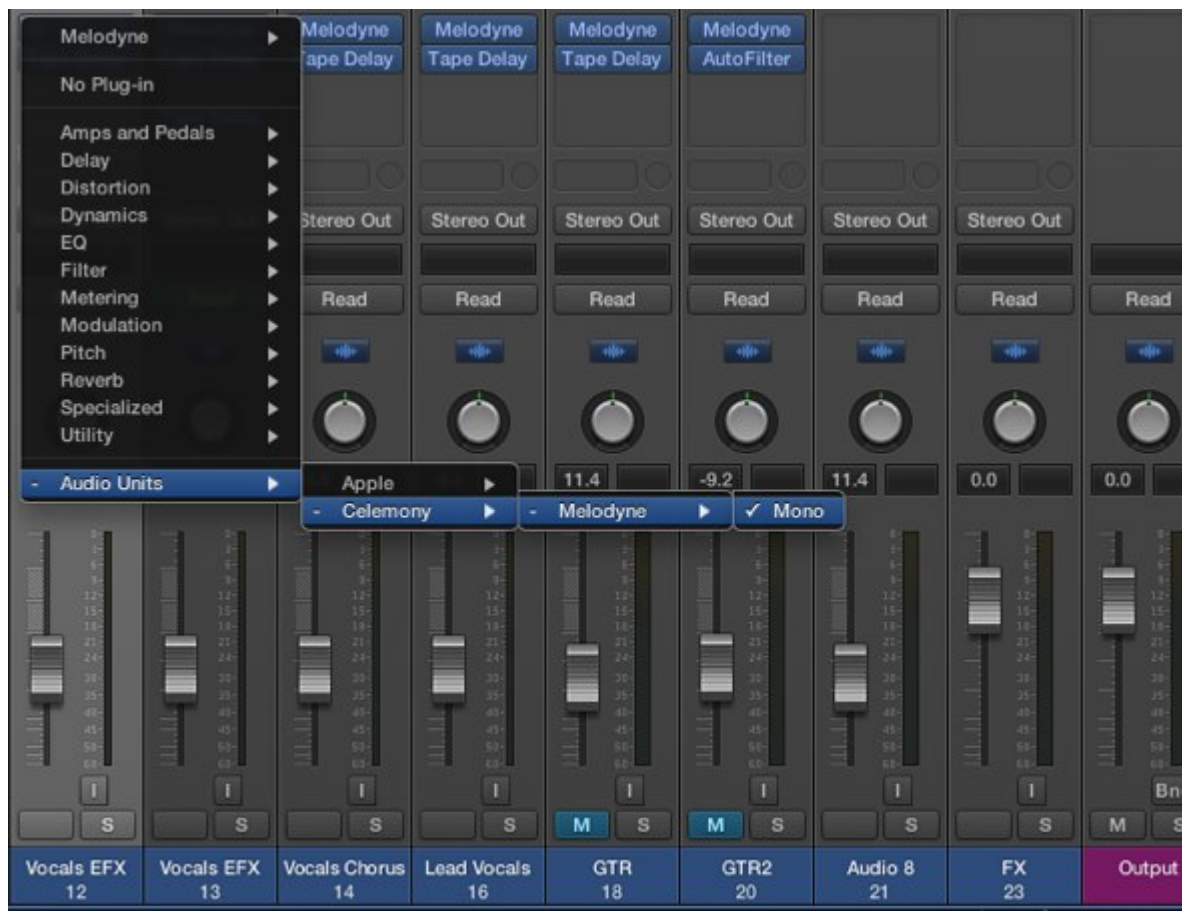 Melodyne
No Plug-in
Amps and Pedals
Delay
Distortion
Dynamics
EQ
Filter
Metering
Modulation
Pitch
Reverb
Specialized
Utility
- Audio Units
Apple
- Celemony
- Melodyne
✓ Mono
Melodyne Melodyne Melodyne Melodyne
Tape Delay Tape Delay Tape Delay AutoFilter
Stereo Out Stereo Out Stereo Out Stereo Out Stereo Out Stereo Out
Read Read Read Read Read Read Read
11.4 -9.2 11.4 0.0 0.0
I I I I I I I I Bn
S S S S M S M S S S M S
Vocals EFX Vocals EFX Vocals Chorus Lead Vocals GTR GTR2 Audio 8 FX Output
12 13 14 16 18 20 21 23